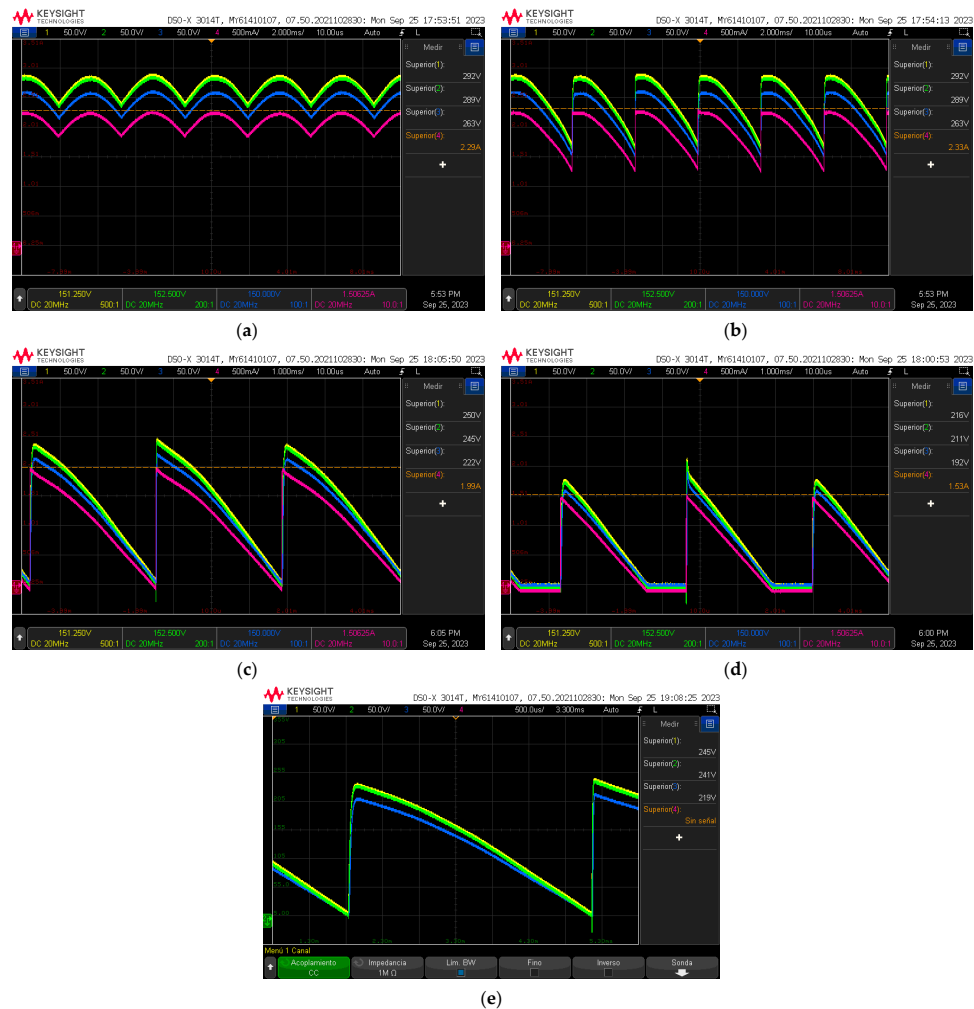 KEYSIGHT
TECHNOLOGIES
DSO-X 3014T, MY61410107, 07.50.2021102830: Mon Sep 25 17:53:51 2023
1 50.0V/ 2 50.0V/ 3 50.0V/ 4 500mA/ 2.000ms/ 10.00us Auto L
Medir
Superior(1):
292V
Superior(2):
289V
Superior(3):
263V
Superior(4):
2.29A
151.250V 152.500V 150.000V 1.50625A
DC 20MHz 500:1 DC 20MHz 200:1 DC 20MHz 100:1 DC 20MHz 10.0:1
5:53 PM
Sep 25, 2023
(a)
KEYSIGHT
TECHNOLOGIES
DSO-X 3014T, MY61410107, 07.50.2021102830: Mon Sep 25 17:54:13 2023
1 50.0V/ 2 50.0V/ 3 50.0V/ 4 500mA/ 2.000ms/ 10.00us Auto L
Medir
Superior(1):
292V
Superior(2):
289V
Superior(3):
263V
Superior(4):
2.33A
151.250V 152.500V 150.000V 1.50625A
DC 20MHz 500:1 DC 20MHz 200:1 DC 20MHz 100:1 DC 20MHz 10.0:1
5:53 PM
Sep 25, 2023
(b)
KEYSIGHT
TECHNOLOGIES
DSO-X 3014T, MY61410107, 07.50.2021102830: Mon Sep 25 18:05:50 2023
1 50.0V/ 2 50.0V/ 3 50.0V/ 4 500mA/ 1.000ms/ 10.00us Auto L
Medir
Superior(1):
250V
Superior(2):
245V
Superior(3):
222V
Superior(4):
1.99A
151.250V 152.500V 150.000V 1.50625A
DC 20MHz 500:1 DC 20MHz 200:1 DC 20MHz 100:1 DC 20MHz 10.0:1
6:05 PM
Sep 25, 2023
(c)
KEYSIGHT
TECHNOLOGIES
DSO-X 3014T, MY61410107, 07.50.2021102830: Mon Sep 25 18:00:53 2023
1 50.0V/ 2 50.0V/ 3 50.0V/ 4 500mA/ 1.000ms/ 10.00us Auto L
Medir
Superior(1):
216V
Superior(2):
211V
Superior(3):
192V
Superior(4):
1.53A
151.250V 152.500V 150.000V 1.50625A
DC 20MHz 500:1 DC 20MHz 200:1 DC 20MHz 100:1 DC 20MHz 10.0:1
6:00 PM
Sep 25, 2023
(d)
KEYSIGHT
TECHNOLOGIES
DSO-X 3014T, MY61410107, 07.50.2021102830: Mon Sep 25 19:08:25 2023
1 50.0V/ 2 50.0V/ 3 50.0V/ 4 500.0us/ 3.300ms Auto L
Medir
Superior(1):
245V
Superior(2):
241V
Superior(3):
219V
Superior(4):
Sin señal
Menú 1 Canal
Acoplamiento Impedancia Lim. BW Fino Inverso Sonda
CC 1M Ω
(e)